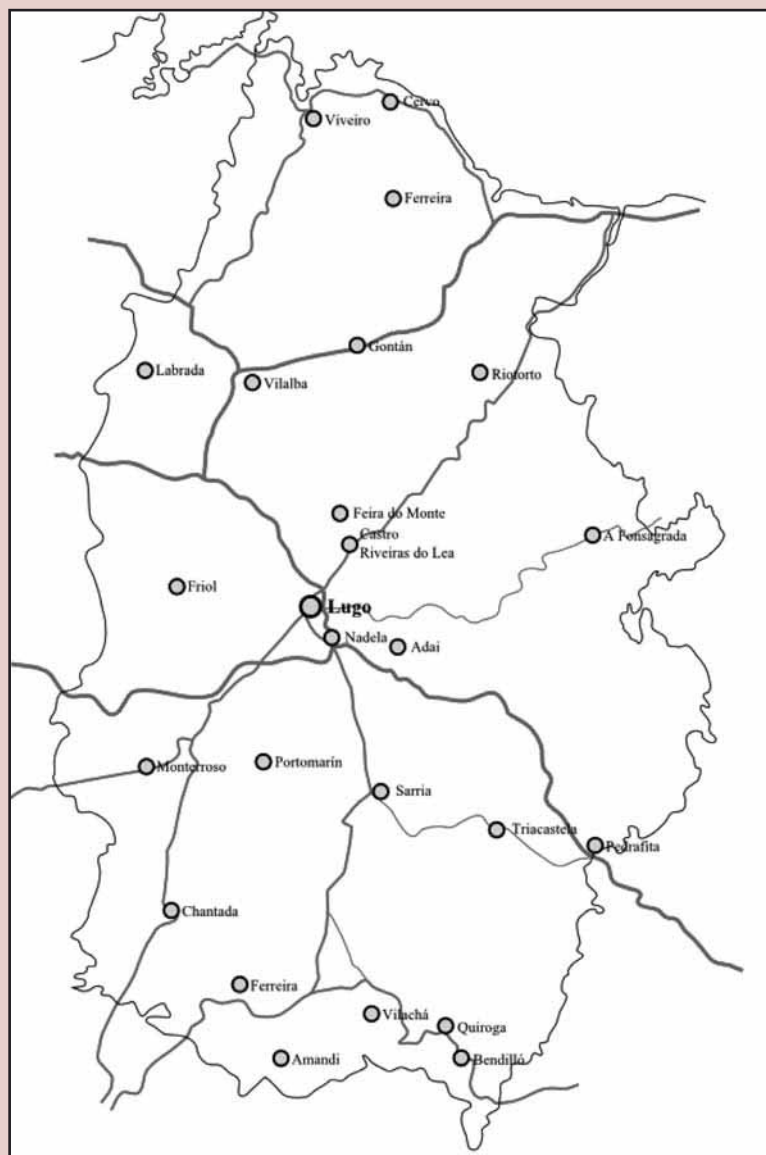 Cervo
Viveiro
Ferreira
Gontán
Labrada
Riotorto
Vilalba
Feira do Monte
Castro
Riveiras do Lea
A Fonsagrada
Friol
Lugo
Nadela
Adai
Portomarín
Monterroso
Sarria
Triacastela
Pedrafita
Chantada
Ferreira
Vilachá
Quiroga
Amandi
Bendilló